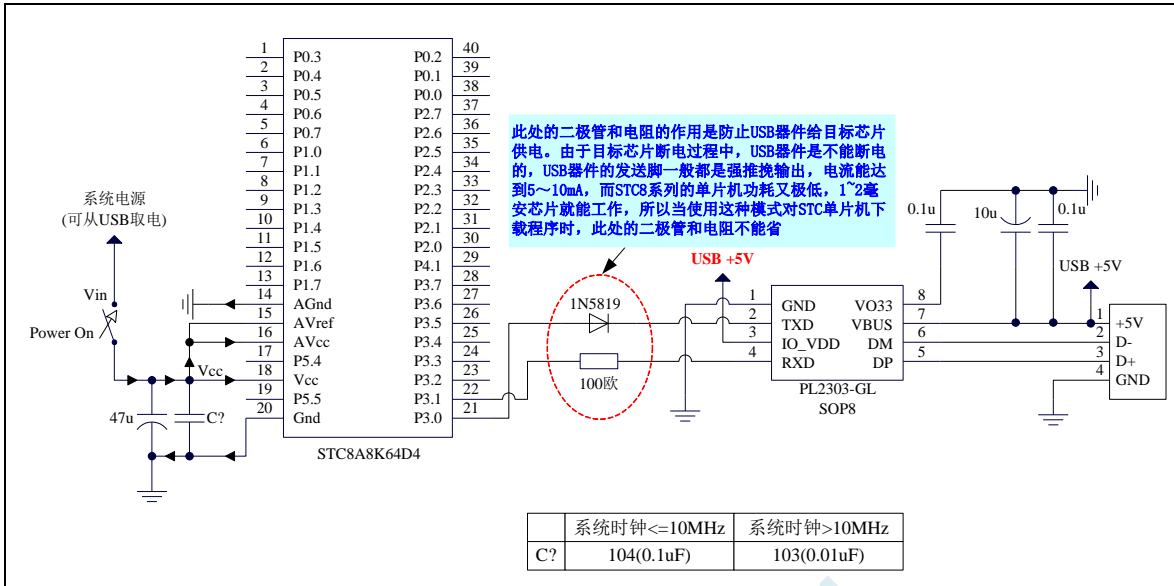 此处的二极管和电阻的作用是防止USB器件给目标芯片
供电。由于目标芯片断电过程中，USB器件是不能断电
的，USB器件的发送脚一般都是强推挽输出，电流能达
到5～10mA，而STC8系列的单片机功耗又极低，1~2毫
安芯片就能工作，所以当使用这种模式对STC单片机下
载程序时，此处的二极管和电阻不能省
系统电源
(可从USB取电)
Vin
Power On
Vcc
47u
C?
1 P0.3
2 P0.4
3 P0.5
4 P0.6
5 P0.7
6 P1.0
7 P1.1
8 P1.2
9 P1.3
10 P1.4
11 P1.5
12 P1.6
13 P1.7
14 AGnd
15 AVref
16 AVcc
17 P5.4
18 Vcc
19 P5.5
20 Gnd
P0.2 40
P0.1 39
P0.0 38
P2.7 37
P2.6 36
P2.5 35
P2.4 34
P2.3 33
P2.2 32
P2.1 31
P2.0 30
P4.1 29
P3.7 28
P3.6 27
P3.5 26
P3.4 25
P3.3 24
P3.2 23
P3.1 22
P3.0 21
STC8A8K64D4
1N5819
100欧
USB +5V
1 GND
2 TXD
3 IO_VDD
4 RXD
VO33 8
VBUS 7
DM 6
DP 5
PL2303-GL
SOP8
0.1u
10u
0.1u
USB +5V
1 +5V
2 D-
3 D+
4 GND
系统时钟<=10MHz 系统时钟>10MHz
C? 104(0.1uF) 103(0.01uF)